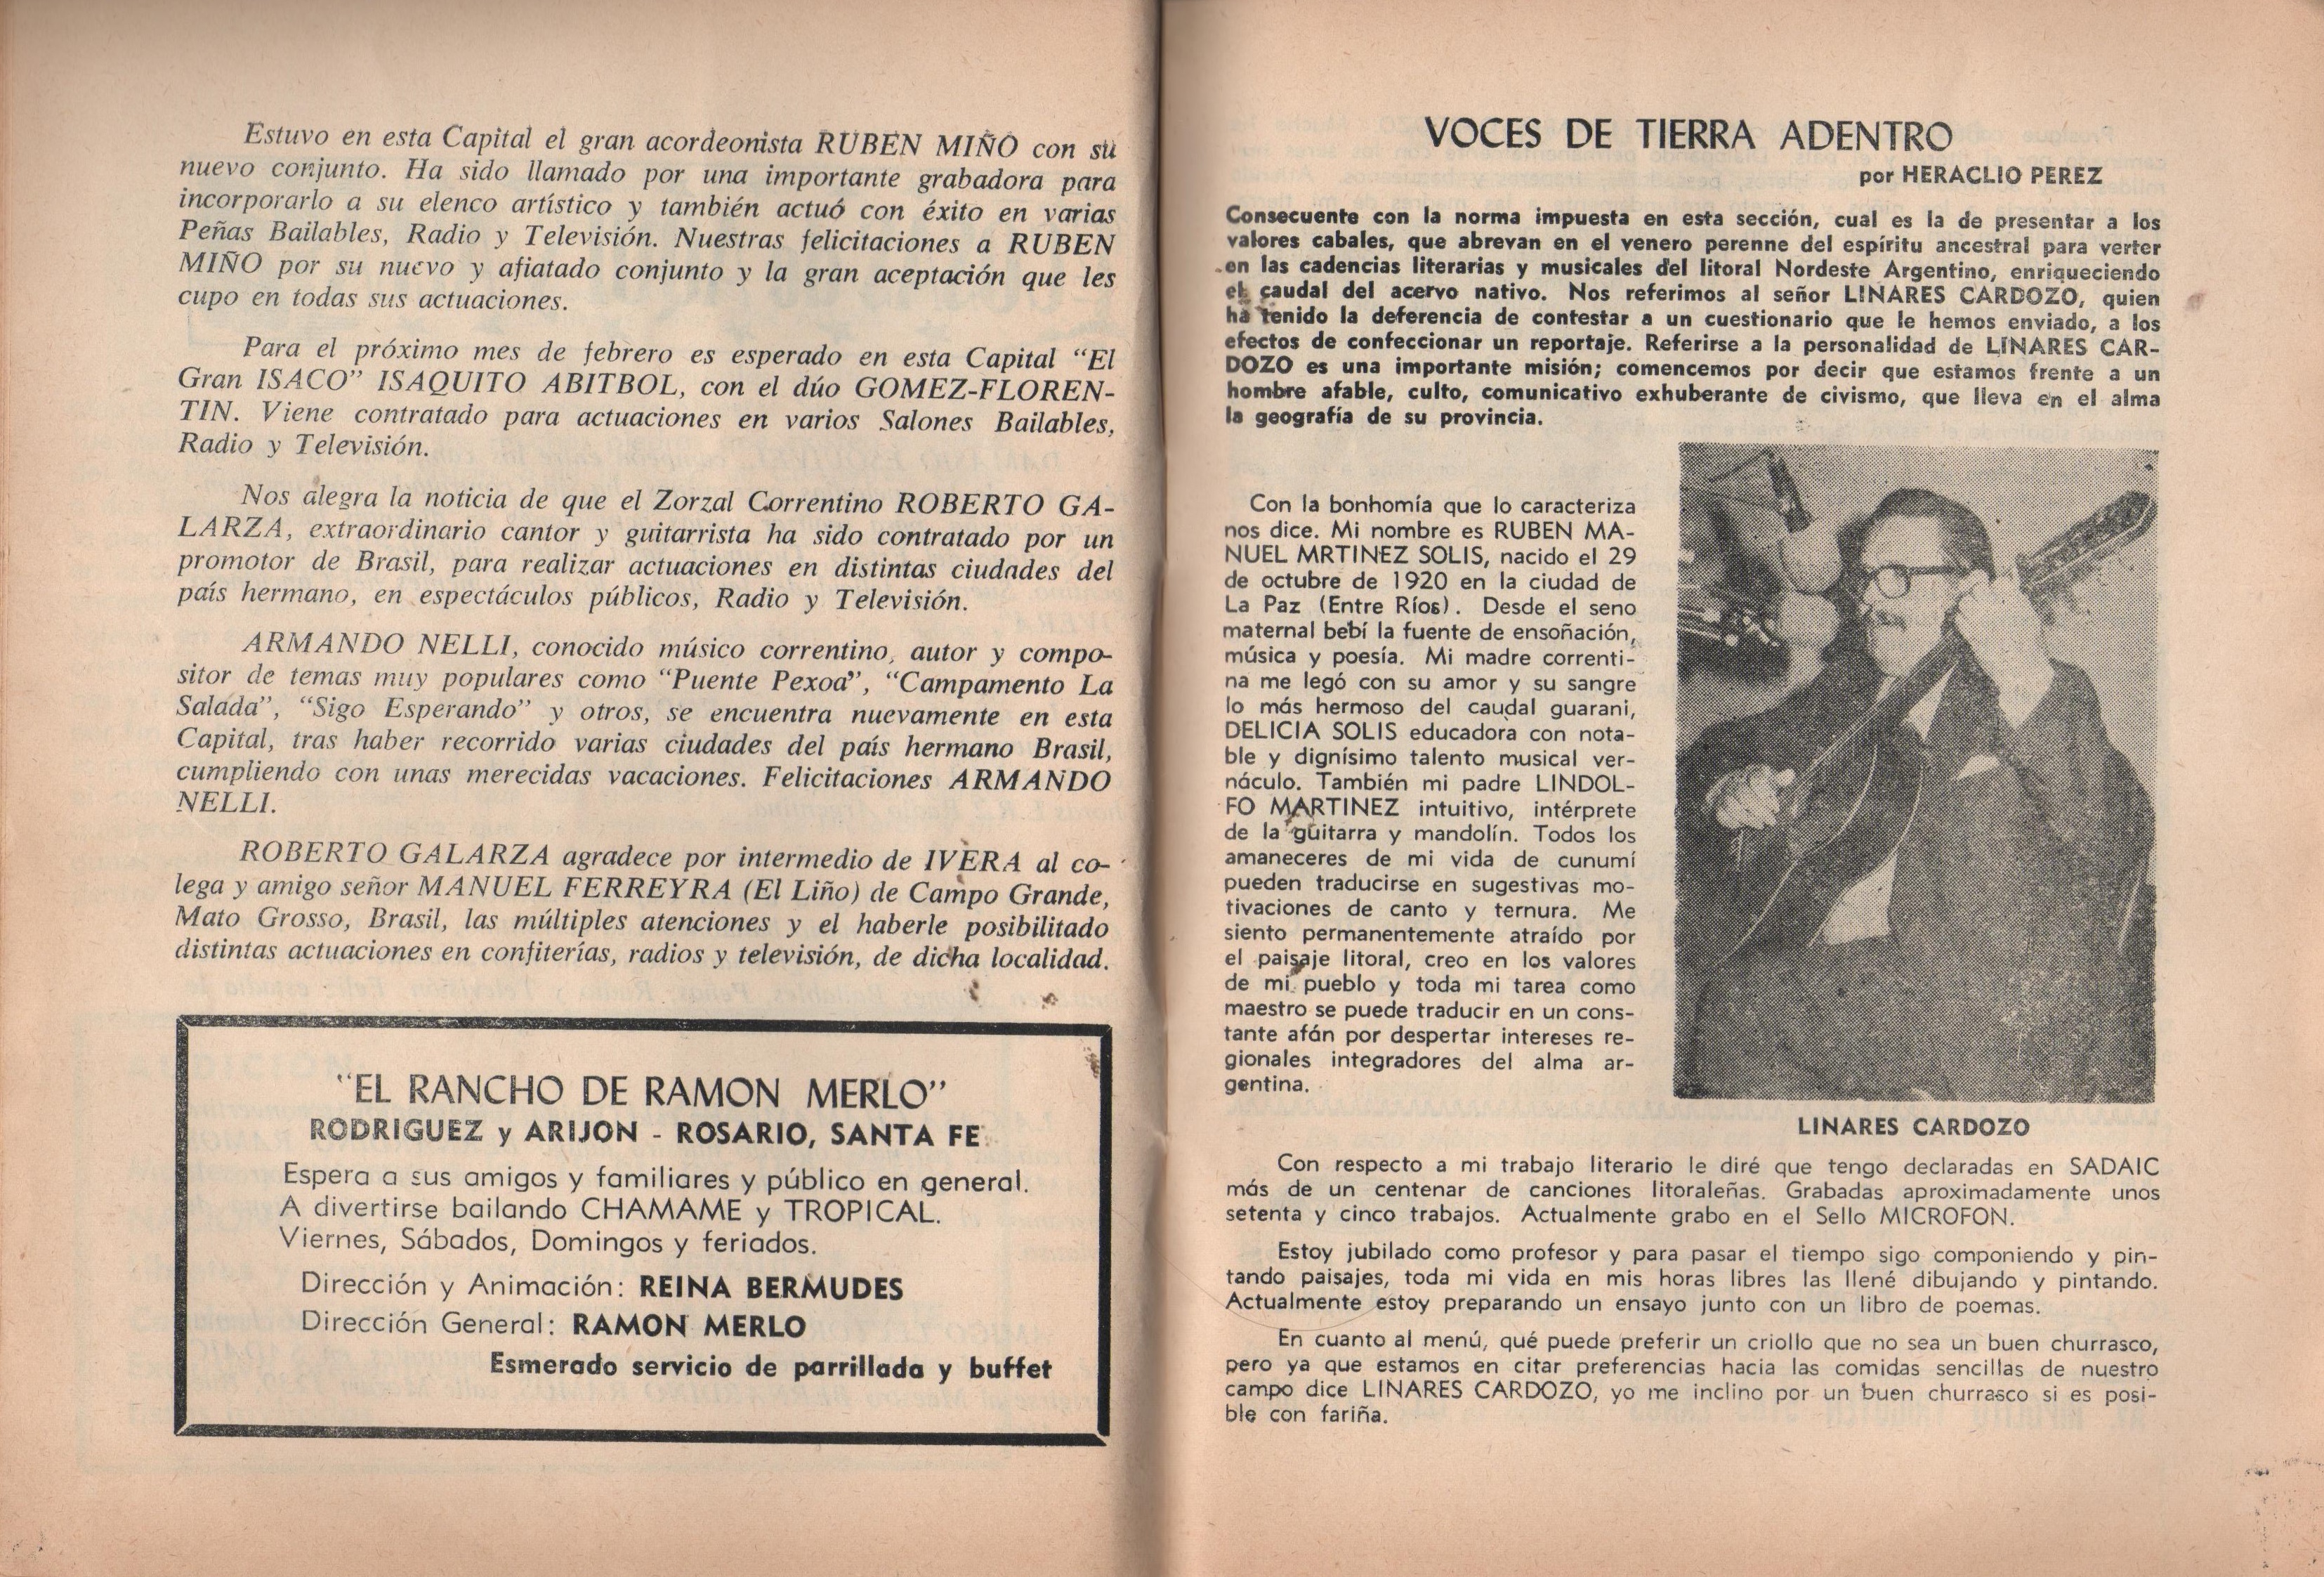 Estuvo en esta Capital el gran acordeonista RUBEN MIÑO con su
nuevo conjunto. Ha sido llamado por una importante grabadora para
incorporarlo a su elenco artístico y también actuó con éxito en varias
Peñas Bailables, Radio y Televisión. Nuestras felicitaciones a RUBEN
MIÑO por su nuevo y afiatado conjunto y la gran aceptación que les
cupo en todas sus actuaciones.
Para el próximo mes de febrero es esperado en esta Capital “El
Gran ISACO” ISAQUITO ABITBOL, con el dúo GOMEZ-FLOREN-
TIN. Viene contratado para actuaciones en varios Salones Bailables,
Radio y Televisión.
Nos alegra la noticia de que el Zorzal Correntino ROBERTO GA-
LARZA, extraordinario cantor y guitarrista ha sido contratado por un
promotor de Brasil, para realizar actuaciones en distintas ciudades del
país hermano, en espectáculos públicos, Radio y Televisión.
ARMANDO NELLI, conocido músico correntino, autor y compo-
sitor de temas muy populares como “Puente Pexoa”, “Campamento La
Salada”, “Sigo Esperando” y otros, se encuentra nuevamente en esta
Capital, tras haber recorrido varias ciudades del país hermano Brasil,
cumpliendo con unas merecidas vacaciones. Felicitaciones ARMANDO
NELLI.
ROBERTO GALARZA agradece por intermedio de IVERA al co-
lega y amigo señor MANUEL FERREYRA (El Liño) de Campo Grande,
Mato Grosso, Brasil, las múltiples atenciones y el haberle posibilitado
distintas actuaciones en confiterías, radios y televisión, de dicha localidad.
“EL RANCHO DE RAMON MERLO”
RODRIGUEZ y ARIJON - ROSARIO, SANTA FE
Espera a sus amigos y familiares y público en general.
A divertirse bailando CHAMAME y TROPICAL.
Viernes, Sábados, Domingos y feriados.
Dirección y Animación: REINA BERMUDES
Dirección General: RAMON MERLO
Esmerado servicio de parrillada y buffet
VOCES DE TIERRA ADENTRO
por HERACLIO PEREZ
Consecuente con la norma impuesta en esta sección, cual es la de presentar a los
valores cabales, que abrevan en el venero perenne del espíritu ancestral para verter
en las cadencias literarias y musicales del litoral Nordeste Argentino, enriqueciendo
el caudal del acervo nativo. Nos referimos al señor LINARES CARDOZO, quien
ha tenido la deferencia de contestar a un cuestionario que le hemos enviado, a los
efectos de confeccionar un reportaje. Referirse a la personalidad de LINARES CAR-
DOZO es una importante misión; comencemos por decir que estamos frente a un
hombre afable, culto, comunicativo exhuberante de civismo, que lleva en el alma
la geografía de su provincia.
Con la bonhomía que lo caracteriza
nos dice. Mi nombre es RUBEN MA-
NUEL MRTINEZ SOLIS, nacido el 29
de octubre de 1920 en la ciudad de
La Paz (Entre Ríos). Desde el seno
maternal bebí la fuente de ensoñación,
música y poesía. Mi madre correnti-
na me legó con su amor y su sangre
lo más hermoso del caudal guarani,
DELICIA SOLIS educadora con nota-
ble y dignísimo talento musical ver-
náculo. También mi padre LINDOL-
FO MARTINEZ intuitivo, intérprete
de la guitarra y mandolín. Todos los
amaneceres de mi vida de cunumí
pueden traducirse en sugestivas mo-
tivaciones de canto y ternura. Me
siento permanentemente atraído por
el paisaje litoral, creo en los valores
de mi pueblo y toda mi tarea como
maestro se puede traducir en un cons-
tante afán por despertar intereses re-
gionales integradores del alma ar-
gentina.
LINARES CARDOZO
Con respecto a mi trabajo literario le diré que tengo declaradas en SADAIC
más de un centenar de canciones litoraleñas. Grabadas aproximadamente unos
setenta y cinco trabajos. Actualmente grabo en el Sello MICROFON.
Estoy jubilado como profesor y para pasar el tiempo sigo componiendo y pin-
tando paisajes, toda mi vida en mis horas libres las llené dibujando y pintando.
Actualmente estoy preparando un ensayo junto con un libro de poemas.
En cuanto al menú, qué puede preferir un criollo que no sea un buen churrasco,
pero ya que estamos en citar preferencias hacia las comidas sencillas de nuestro
campo dice LINARES CARDOZO, yo me inclino por un buen churrasco si es posi-
ble con fariña.